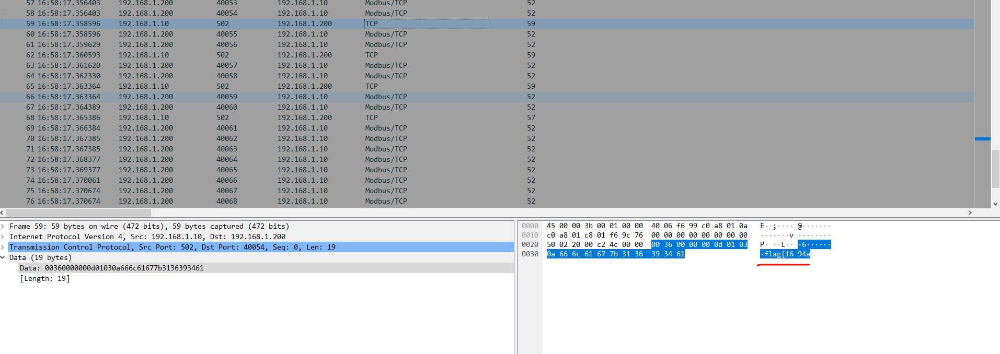 57 16:58:17.356403 192.168.1.200 40053 192.168.1.10 Modbus/TCP 52
58 16:58:17.356403 192.168.1.200 40054 192.168.1.10 Modbus/TCP 52
59 16:58:17.358596 192.168.1.10 502 192.168.1.200 TCP 59
60 16:58:17.358596 192.168.1.200 40055 192.168.1.10 Modbus/TCP 52
61 16:58:17.359629 192.168.1.200 40056 192.168.1.10 Modbus/TCP 52
62 16:58:17.360593 192.168.1.10 502 192.168.1.200 TCP 59
63 16:58:17.361620 192.168.1.200 40057 192.168.1.10 Modbus/TCP 52
64 16:58:17.362330 192.168.1.200 40058 192.168.1.10 Modbus/TCP 52
65 16:58:17.363364 192.168.1.10 502 192.168.1.200 TCP 59
66 16:58:17.363364 192.168.1.200 40059 192.168.1.10 Modbus/TCP 52
67 16:58:17.364389 192.168.1.200 40060 192.168.1.10 Modbus/TCP 52
68 16:58:17.365386 192.168.1.10 502 192.168.1.200 TCP 57
69 16:58:17.366384 192.168.1.200 40061 192.168.1.10 Modbus/TCP 52
70 16:58:17.367385 192.168.1.200 40062 192.168.1.10 Modbus/TCP 52
71 16:58:17.367385 192.168.1.200 40063 192.168.1.10 Modbus/TCP 52
72 16:58:17.368377 192.168.1.200 40064 192.168.1.10 Modbus/TCP 52
73 16:58:17.369377 192.168.1.200 40065 192.168.1.10 Modbus/TCP 52
74 16:58:17.370061 192.168.1.200 40066 192.168.1.10 Modbus/TCP 52
75 16:58:17.370674 192.168.1.200 40067 192.168.1.10 Modbus/TCP 52
76 16:58:17.370674 192.168.1.200 40068 192.168.1.10 Modbus/TCP 52
Frame 59: 59 bytes on wire (472 bits), 59 bytes captured (472 bits)
Internet Protocol Version 4, Src: 192.168.1.10, Dst: 192.168.1.200
Transmission Control Protocol, Src Port: 502, Dst Port: 40054, Seq: 0, Len: 19
Data (19 bytes)
Data: 00360000000d01030a666c61677b3136393461
[Length: 19]
0000 45 00 00 3b 00 01 00 00 40 06 f6 99 c0 a8 01 0a E··;···· @·······
0010 c0 a8 01 c8 01 f6 9c 76 00 00 00 00 00 00 00 00 ·······v ········
0020 50 02 20 00 c2 4c 00 00 00 36 00 00 00 0d 01 03 P· ··L·· ·6······
0030 0a 66 6c 61 67 7b 31 36 39 34 61 ·flag{16 94a